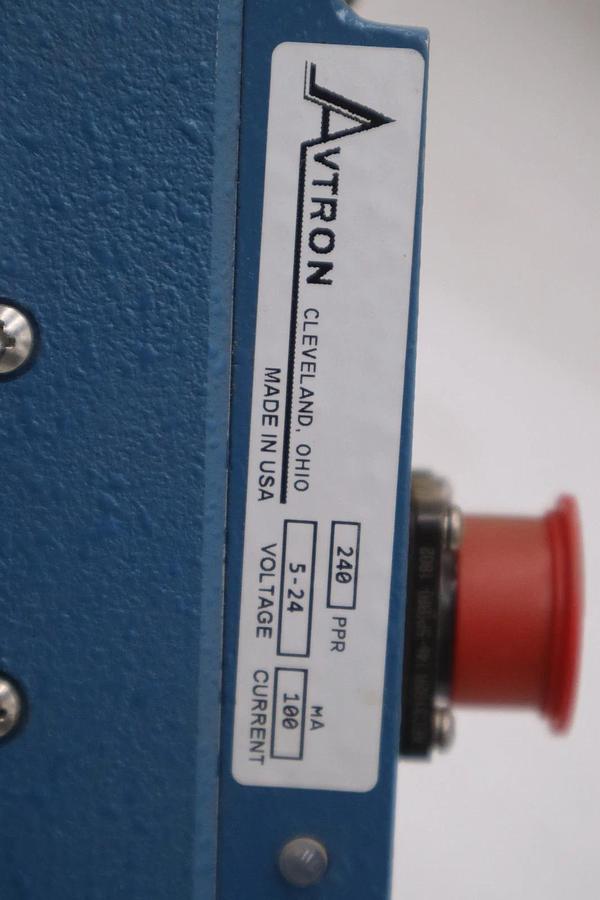 AVTRON
CLEVELAND, OHIO
MADE IN USA
240 PPR
5-24
VOLTAGE
MA
100
CURRENT